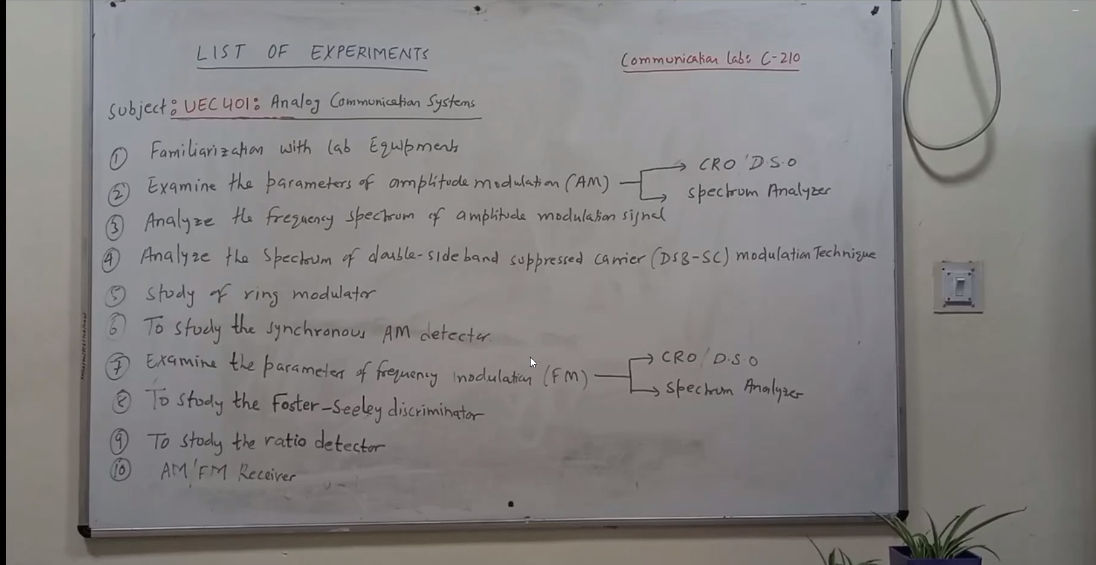 LIST OF EXPERIMENTS
Communication Lab: C-210
Subject: UEC401: Analog Communication Systems
① Familiarization with Lab Equipments
② Examine the parameters of amplitude modulation (AM) → CRO/D.S.O
→ Spectrum Analyzer
③ Analyze the frequency spectrum of amplitude modulation signal
④ Analyze the Spectrum of double-side band suppressed carrier (DSB-SC) modulation Technique
⑤ Study of ring modulator
⑥ To study the synchronous AM detector.
⑦ Examine the parameters of frequency modulation (FM) → CRO/D.S.O
→ Spectrum Analyzer
⑧ To study the Foster-Seeley discriminator
⑨ To study the ratio detector
⑩ AM/FM Receiver